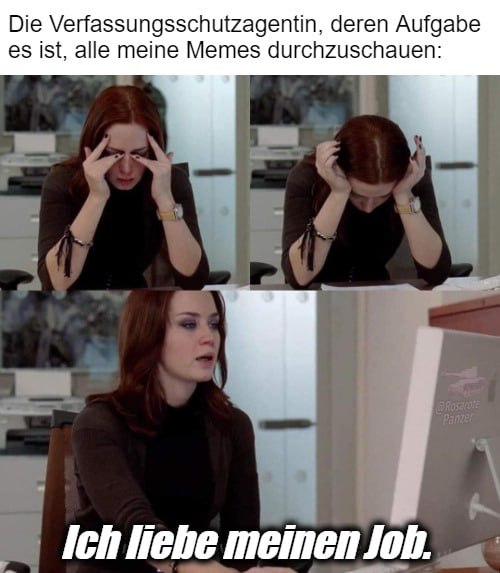 Die Verfassungsschutzagentin, deren Aufgabe
es ist, alle meine Memes durchzuschauen:
@Rosarote
Panzer
Ich liebe meinen Job.